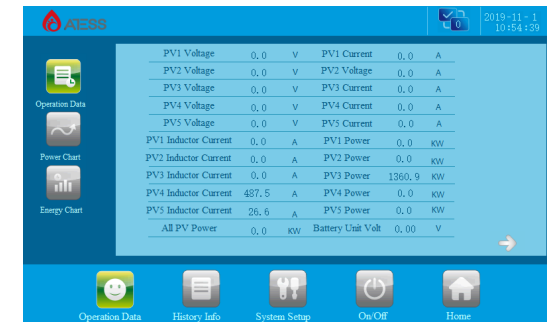 ATESS
0
2019-11-1
10:54:39
PV1 Voltage 0.0 V PV1 Current 0.0 A
PV2 Voltage 0.0 V PV2 Voltage 0.0 A
PV3 Voltage 0.0 V PV3 Current 0.0 A
PV4 Voltage 0.0 V PV4 Current 0.0 A
PV5 Voltage 0.0 V PV5 Current 0.0 A
PV1 Inductor Current 0.0 A PV1 Power 0.0 KW
PV2 Inductor Current 0.0 A PV2 Power 0.0 KW
PV3 Inductor Current 0.0 A PV3 Power 1360.9 KW
PV4 Inductor Current 487.5 A PV4 Power 0.0 KW
PV5 Inductor Current 26.6 A PV5 Power 0.0 KW
All PV Power 0.0 KW Battery Unit Volt 0.00 V
Operation Data
Power Chart
Energy Chart
Operation Data History Info System Setup On/Off Home